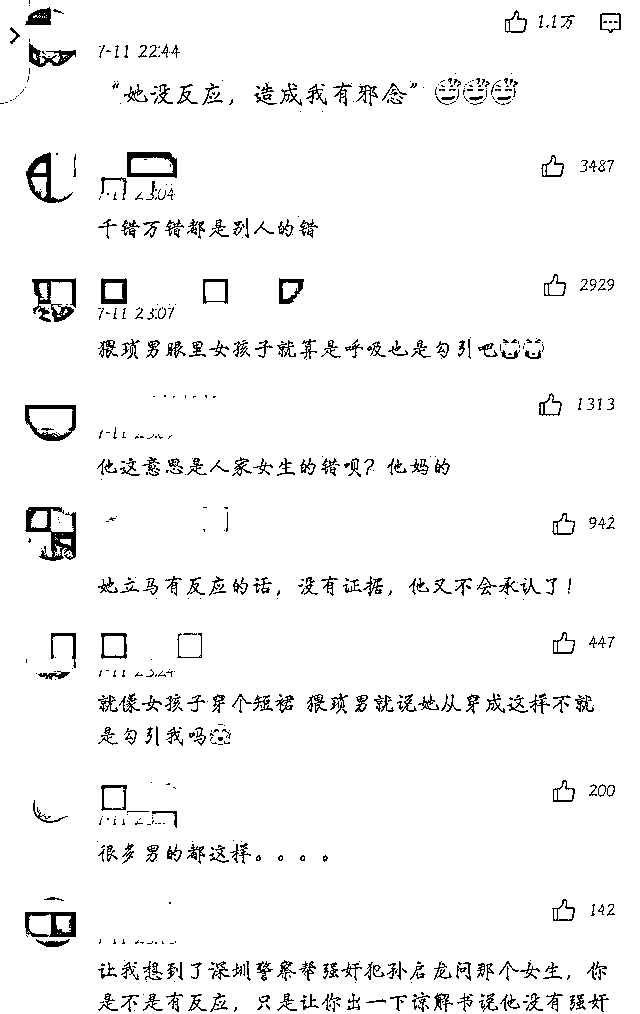 1.1万
7-11 22:44
“她没反应，造成我有邪念”
3487
7-11 23:04
千错万错都是别人的错
2929
7-11 23:07
猥琐男眼里女孩子就算是呼吸也是勾引吧
1313
他这意思是人家女生的错呗？他妈的
942
她立马有反应的话，没有证据，他又不会承认了！
447
7-11 23:24
就像女孩子穿个短裙 猥琐男就说她从穿成这样不就
是勾引我吗
200
很多男的都这样。。。。
142
让我想到了深圳警察帮强奸犯孙启龙问那个女生，你
是不是有反应，只是让你出一下谅解书说他没有强奸